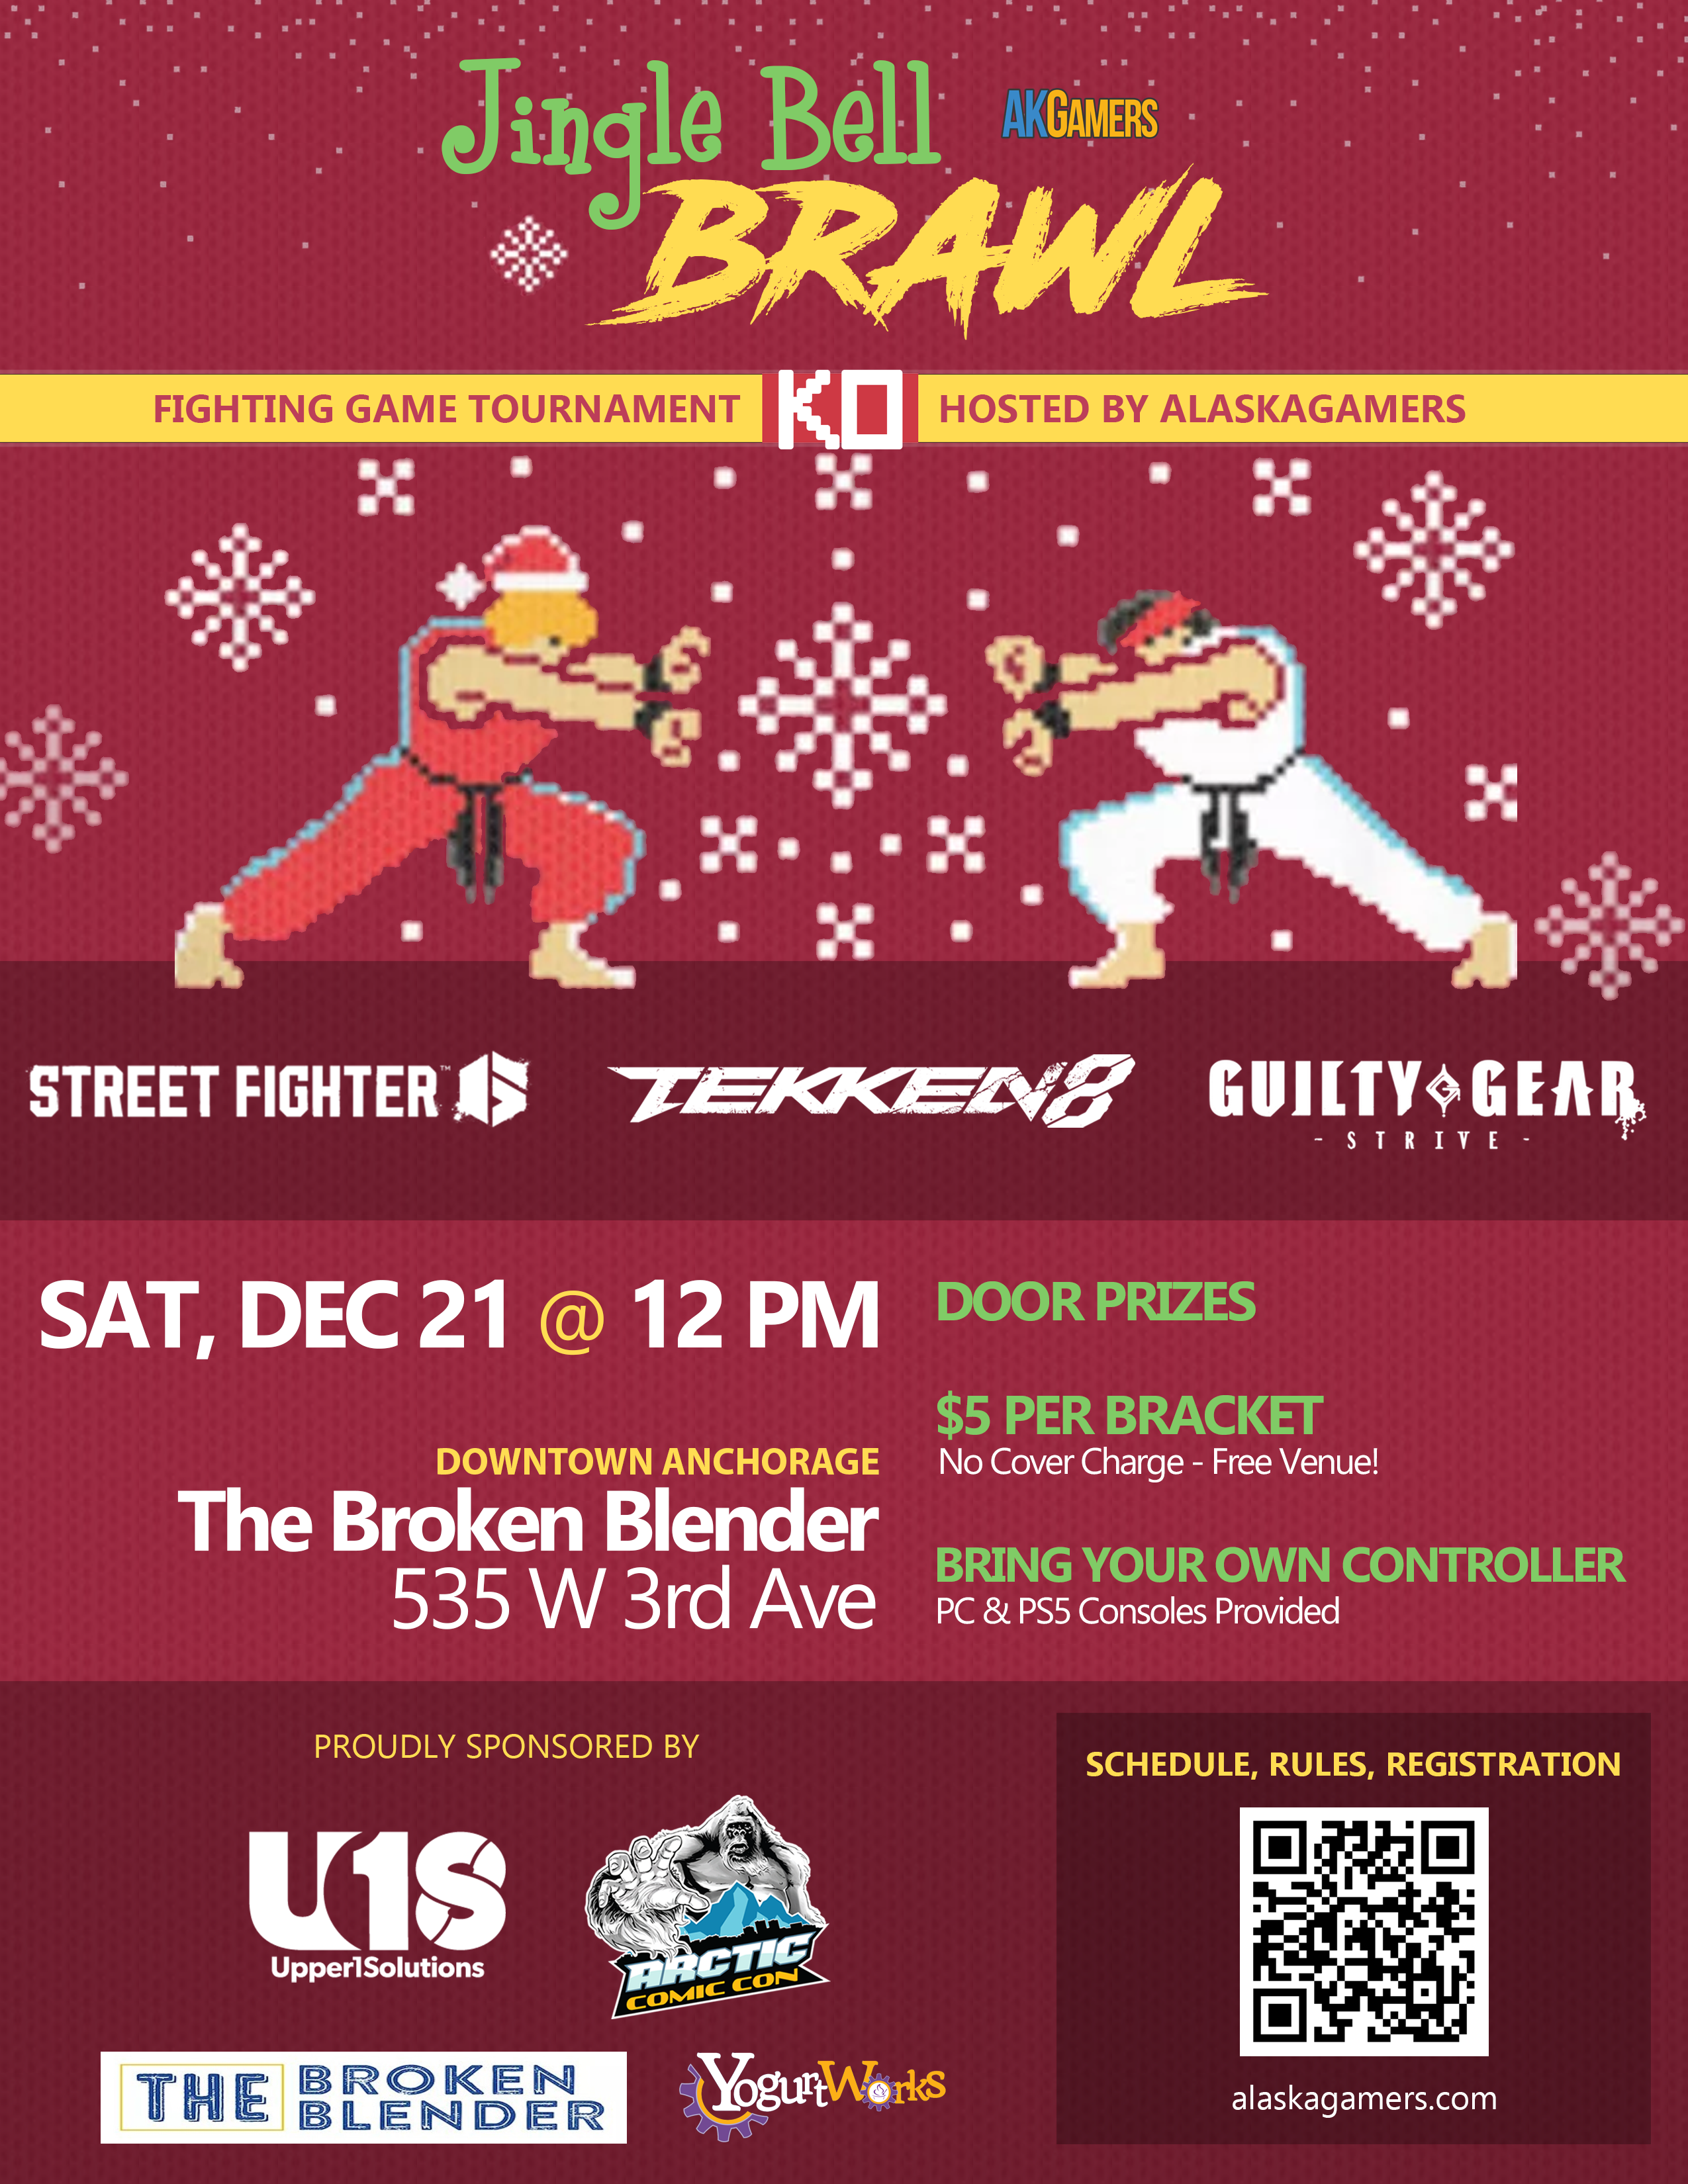 Jingle Bell
AKGAMERS
BRAWL
FIGHTING GAME TOURNAMENT KO HOSTED BY ALASKAGAMERS
STREET FIGHTER™ 6
TEKKEN 8
GUILTY GEAR
- STRIVE -
SAT, DEC 21 @ 12 PM
DOWNTOWN ANCHORAGE
The Broken Blender
535 W 3rd Ave
DOOR PRIZES
$5 PER BRACKET
No Cover Charge - Free Venue!
BRING YOUR OWN CONTROLLER
PC & PS5 Consoles Provided
PROUDLY SPONSORED BY
U1S
Upper1Solutions
ARCTIC
COMIC CON
THE BROKEN
BLENDER
YogurtWorks
SCHEDULE, RULES, REGISTRATION
alaskagamers.com